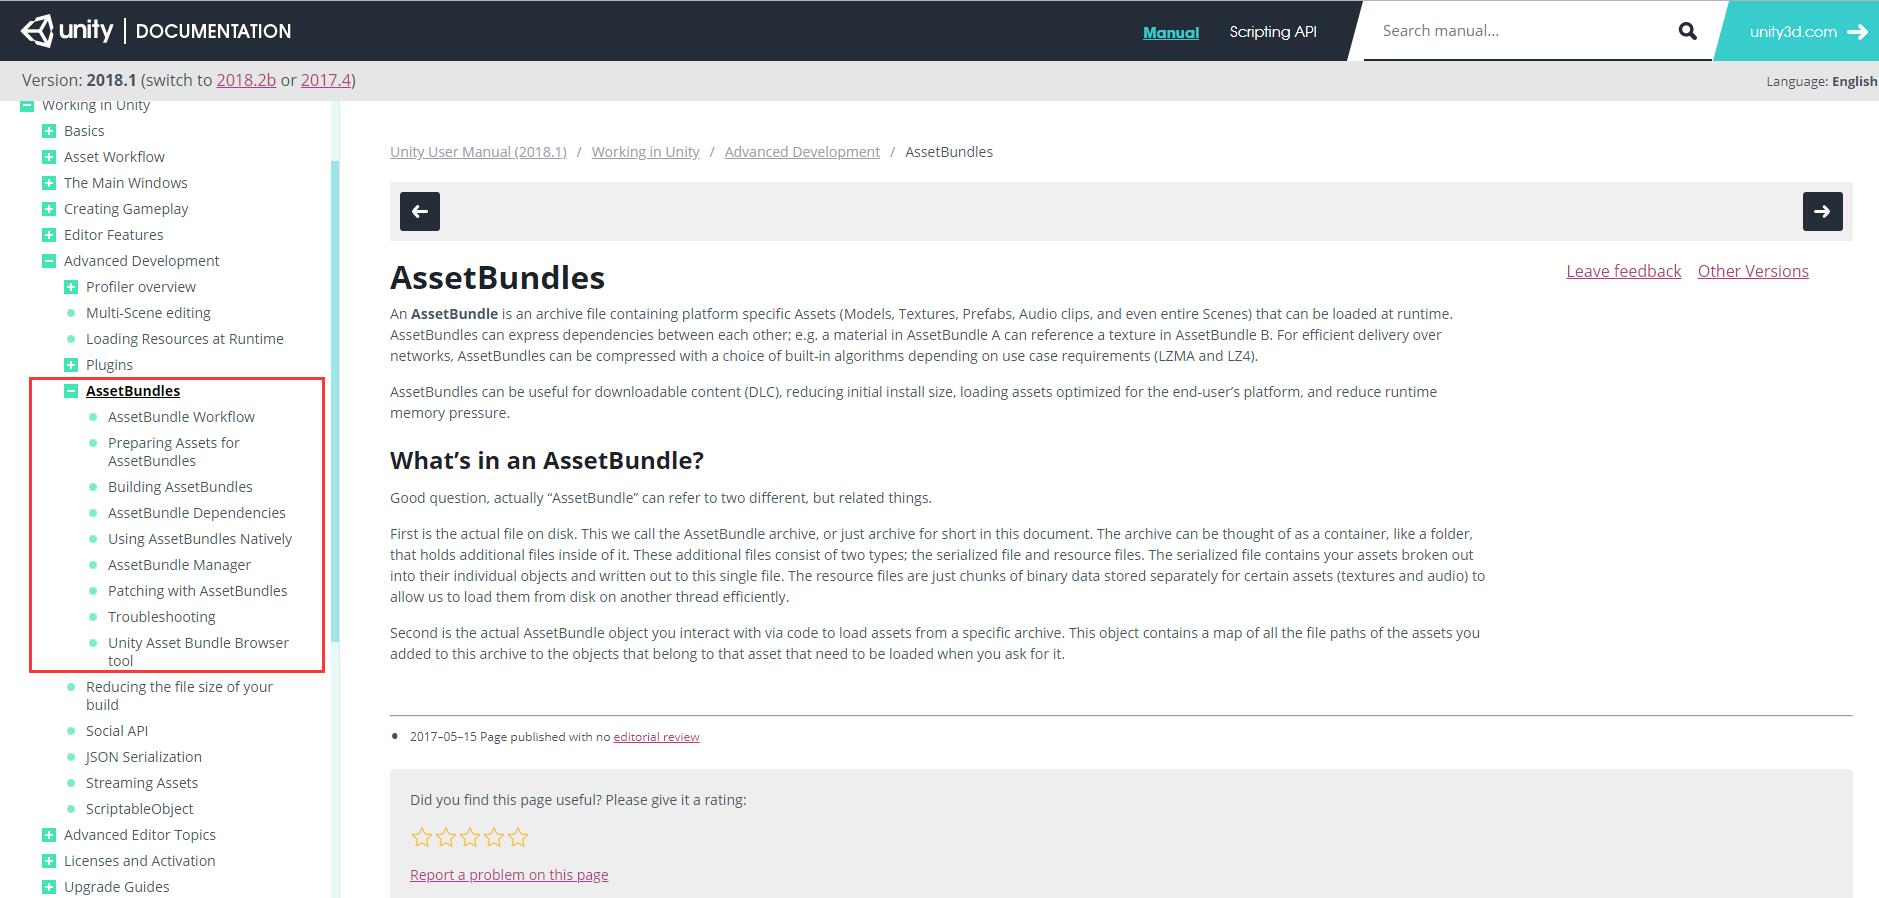 unity | DOCUMENTATION
Manual
Scripting API
Search manual...
unity3d.com
Version: 2018.1 (switch to 2018.2b or 2017.4)
Language: English
Working in Unity
Basics
Asset Workflow
The Main Windows
Creating Gameplay
Editor Features
Advanced Development
Profiler overview
Multi-Scene editing
Loading Resources at Runtime
Plugins
AssetBundles
AssetBundle Workflow
Preparing Assets for
AssetBundles
Building AssetBundles
AssetBundle Dependencies
Using AssetBundles Natively
AssetBundle Manager
Patching with AssetBundles
Troubleshooting
Unity Asset Bundle Browser
tool
Reducing the file size of your
build
Social API
JSON Serialization
Streaming Assets
ScriptableObject
Advanced Editor Topics
Licenses and Activation
Upgrade Guides
Unity User Manual (2018.1) / Working in Unity / Advanced Development / AssetBundles
AssetBundles
Leave feedback
Other Versions
An AssetBundle is an archive file containing platform specific Assets (Models, Textures, Prefabs, Audio clips, and even entire Scenes) that can be loaded at runtime.
AssetBundles can express dependencies between each other; e.g. a material in AssetBundle A can reference a texture in AssetBundle B. For efficient delivery over
networks, AssetBundles can be compressed with a choice of built-in algorithms depending on use case requirements (LZMA and LZ4).
AssetBundles can be useful for downloadable content (DLC), reducing initial install size, loading assets optimized for the end-user’s platform, and reduce runtime
memory pressure.
What’s in an AssetBundle?
Good question, actually “AssetBundle” can refer to two different, but related things.
First is the actual file on disk. This we call the AssetBundle archive, or just archive for short in this document. The archive can be thought of as a container, like a folder,
that holds additional files inside of it. These additional files consist of two types; the serialized file and resource files. The serialized file contains your assets broken out
into their individual objects and written out to this single file. The resource files are just chunks of binary data stored separately for certain assets (textures and audio) to
allow us to load them from disk on another thread efficiently.
Second is the actual AssetBundle object you interact with via code to load assets from a specific archive. This object contains a map of all the file paths of the assets you
added to this archive to the objects that belong to that asset that need to be loaded when you ask for it.
2017–05–15 Page published with no editorial review
Did you find this page useful? Please give it a rating:
Report a problem on this page